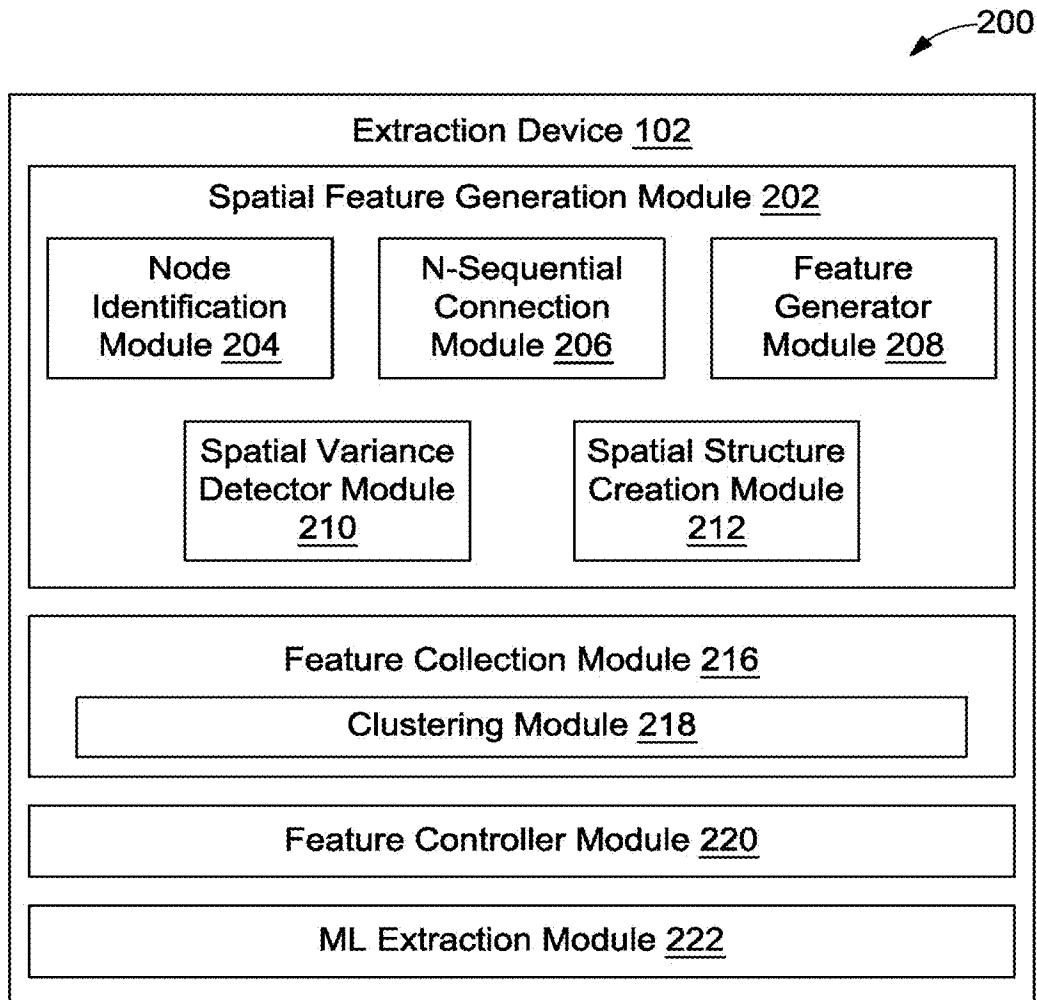 200
Extraction Device 102
Spatial Feature Generation Module 202
Node
Identification
Module 204
N-Sequential
Connection
Module 206
Feature
Generator
Module 208
Spatial Variance
Detector Module
210
Spatial Structure
Creation Module
212
Feature Collection Module 216
Clustering Module 218
Feature Controller Module 220
ML Extraction Module 222